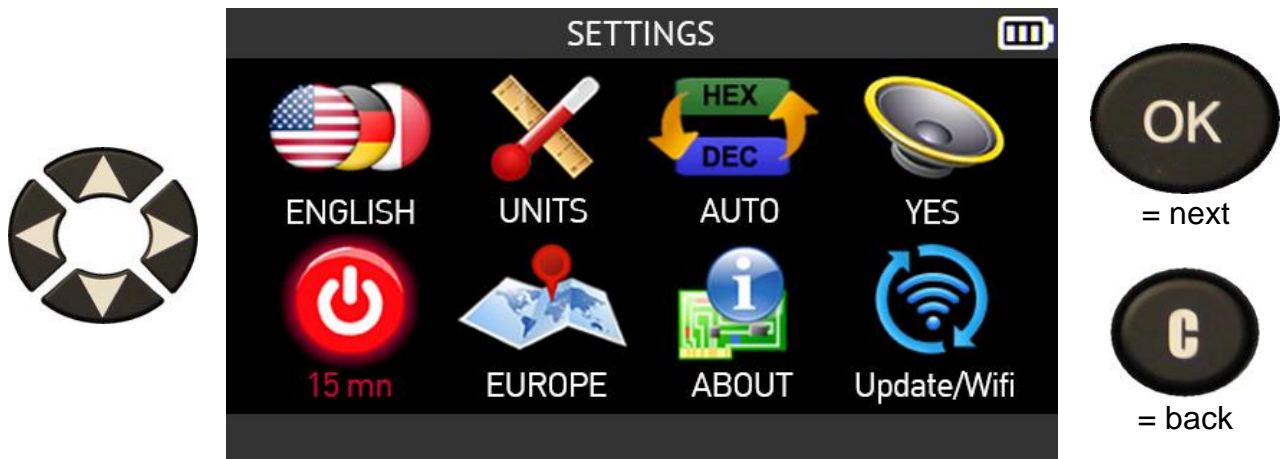 SETTINGS
HEX
DEC
ENGLISH
UNITS
AUTO
YES
15 mn
EUROPE
ABOUT
Update/Wifi
OK
= next
C
= back